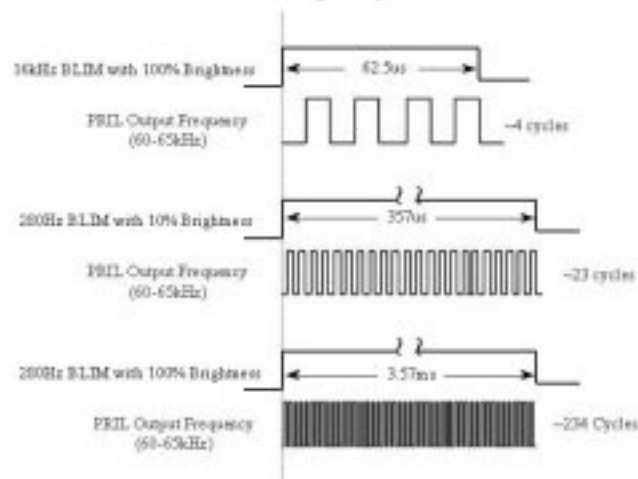 16kHz BLIM with 100% Brightness
62.5us
PRIL Output Frequency
(60-65kHz)
~4 cycles
280Hz BLIM with 10% Brightness
357us
PRIL Output Frequency
(60-65kHz)
~23 cycles
280Hz BLIM with 100% Brightness
3.57ms
PRIL Output Frequency
(60-65kHz)
~234 Cycles